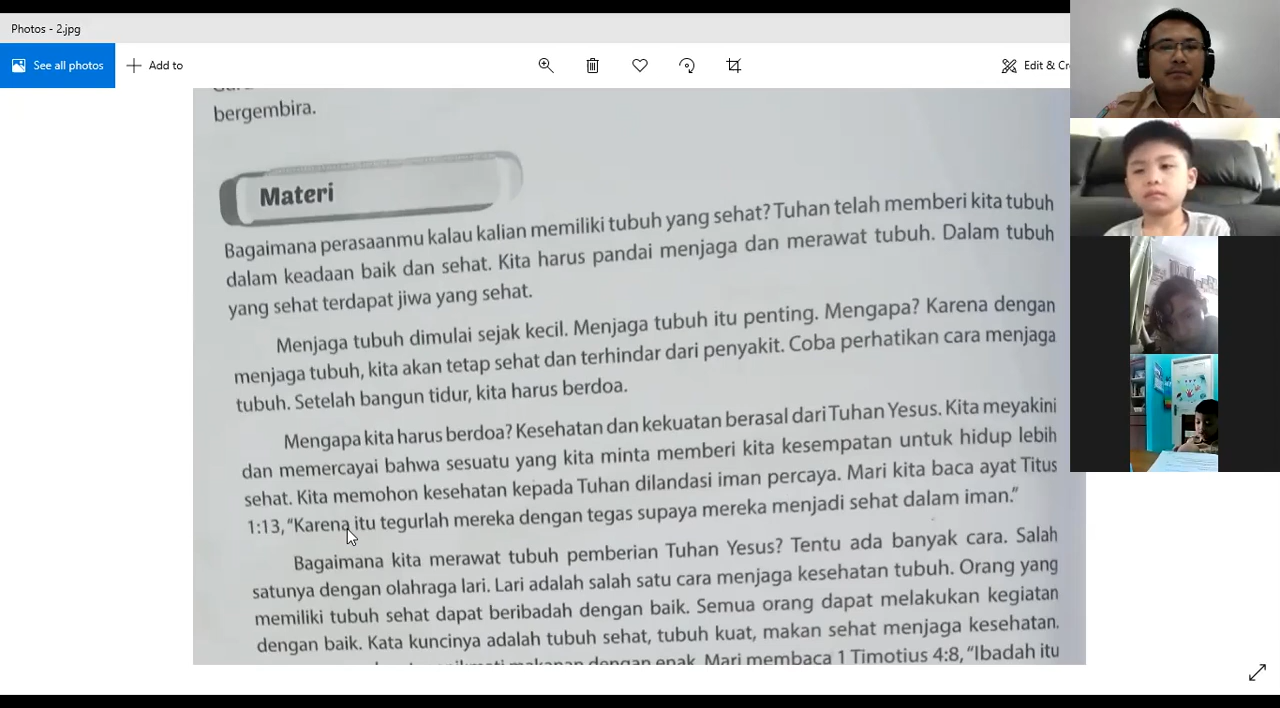 Photos - 2.jpg
See all photos
Add to
Edit & Cr
bergembira.
Materi
Bagaimana perasaanmu kalau kalian memiliki tubuh yang sehat? Tuhan telah memberi kita tubuh
dalam keadaan baik dan sehat. Kita harus pandai menjaga dan merawat tubuh. Dalam tubuh
yang sehat terdapat jiwa yang sehat.
Menjaga tubuh dimulai sejak kecil. Menjaga tubuh itu penting. Mengapa? Karena dengan
menjaga tubuh, kita akan tetap sehat dan terhindar dari penyakit. Coba perhatikan cara menjaga
tubuh. Setelah bangun tidur, kita harus berdoa.
Mengapa kita harus berdoa? Kesehatan dan kekuatan berasal dari Tuhan Yesus. Kita meyakini
dan memercayai bahwa sesuatu yang kita minta memberi kita kesempatan untuk hidup lebih
sehat. Kita memohon kesehatan kepada Tuhan dilandasi iman percaya. Mari kita baca ayat Titus
1:13, “Karena itu tegurlah mereka dengan tegas supaya mereka menjadi sehat dalam iman.”
Bagaimana kita merawat tubuh pemberian Tuhan Yesus? Tentu ada banyak cara. Salah
satunya dengan olahraga lari. Lari adalah salah satu cara menjaga kesehatan tubuh. Orang yang
memiliki tubuh sehat dapat beribadah dengan baik. Semua orang dapat melakukan kegiatan
dengan baik. Kata kuncinya adalah tubuh sehat, tubuh kuat, makan sehat menjaga kesehatan.
makanan dengan enak. Mari membaca 1 Timotius 4:8, “Ibadah itu